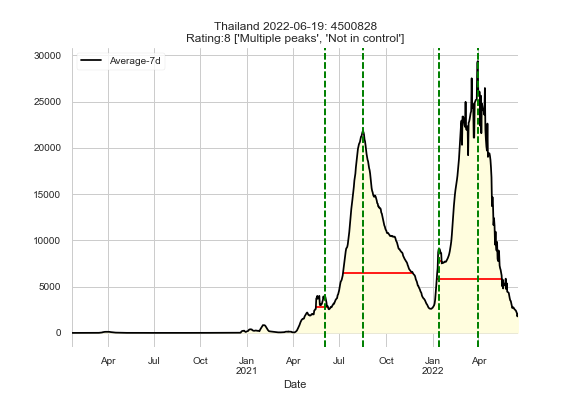 Thailand 2022-06-19: 4500828
Rating:8 ['Multiple peaks', 'Not in control']
Average-7d
30000
25000
20000
15000
10000
5000
0
Apr Jul Oct Jan Apr Jul Oct Jan Apr
2021 2022
Date